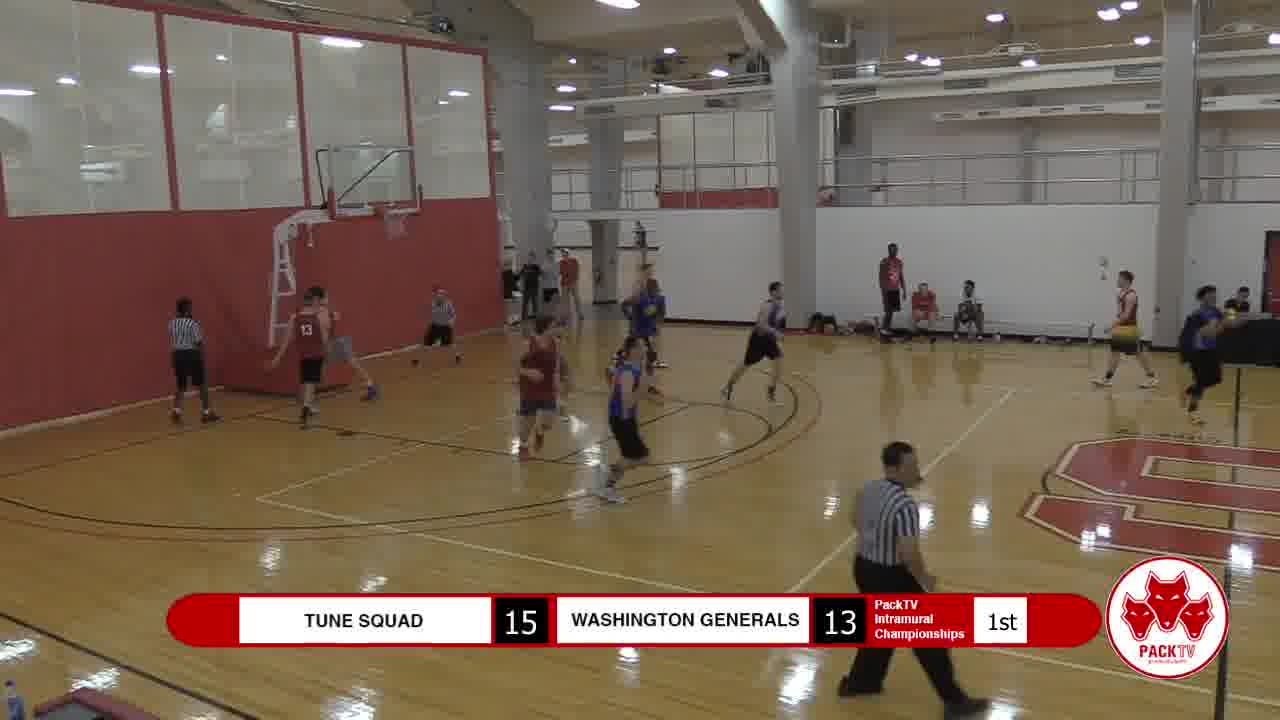 13
TUNE SQUAD
15
WASHINGTON GENERALS
13
PackTV
Intramural
Championships
1st
PACKTV